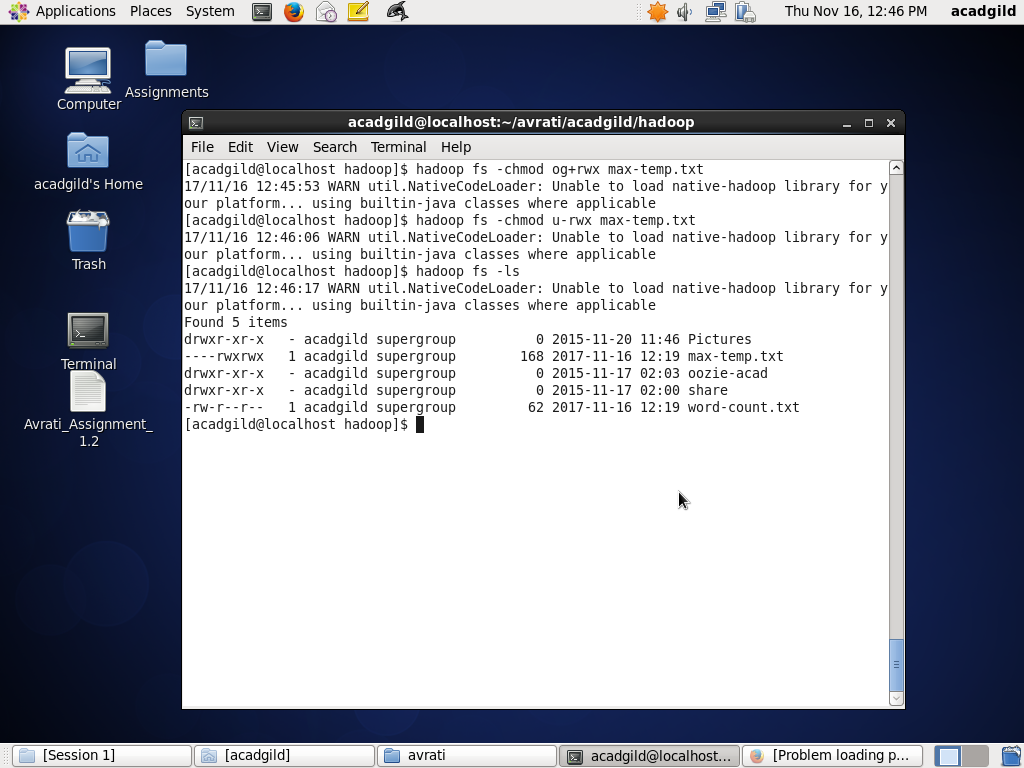 Applications Places System Thu Nov 16, 12:46 PM acadgild
Computer
Assignments
acadgild's Home
Trash
Terminal
Avrati_Assignment_
1.2
acadgild@localhost:~/avrati/acadgild/hadoop
File Edit View Search Terminal Help
[acadgild@localhost hadoop]$ hadoop fs -chmod og+rwx max-temp.txt
17/11/16 12:45:53 WARN util.NativeCodeLoader: Unable to load native-hadoop library for y
our platform... using builtin-java classes where applicable
[acadgild@localhost hadoop]$ hadoop fs -chmod u-rwx max-temp.txt
17/11/16 12:46:06 WARN util.NativeCodeLoader: Unable to load native-hadoop library for y
our platform... using builtin-java classes where applicable
[acadgild@localhost hadoop]$ hadoop fs -ls
17/11/16 12:46:17 WARN util.NativeCodeLoader: Unable to load native-hadoop library for y
our platform... using builtin-java classes where applicable
Found 5 items
drwxr-xr-x   - acadgild supergroup          0 2015-11-20 11:46 Pictures
----rwxrwx   1 acadgild supergroup        168 2017-11-16 12:19 max-temp.txt
drwxr-xr-x   - acadgild supergroup          0 2015-11-17 02:03 oozie-acad
drwxr-xr-x   - acadgild supergroup          0 2015-11-17 02:00 share
-rw-r--r--   1 acadgild supergroup         62 2017-11-16 12:19 word-count.txt
[acadgild@localhost hadoop]$
[Session 1] [acadgild] avrati acadgild@localhost... [Problem loading p...